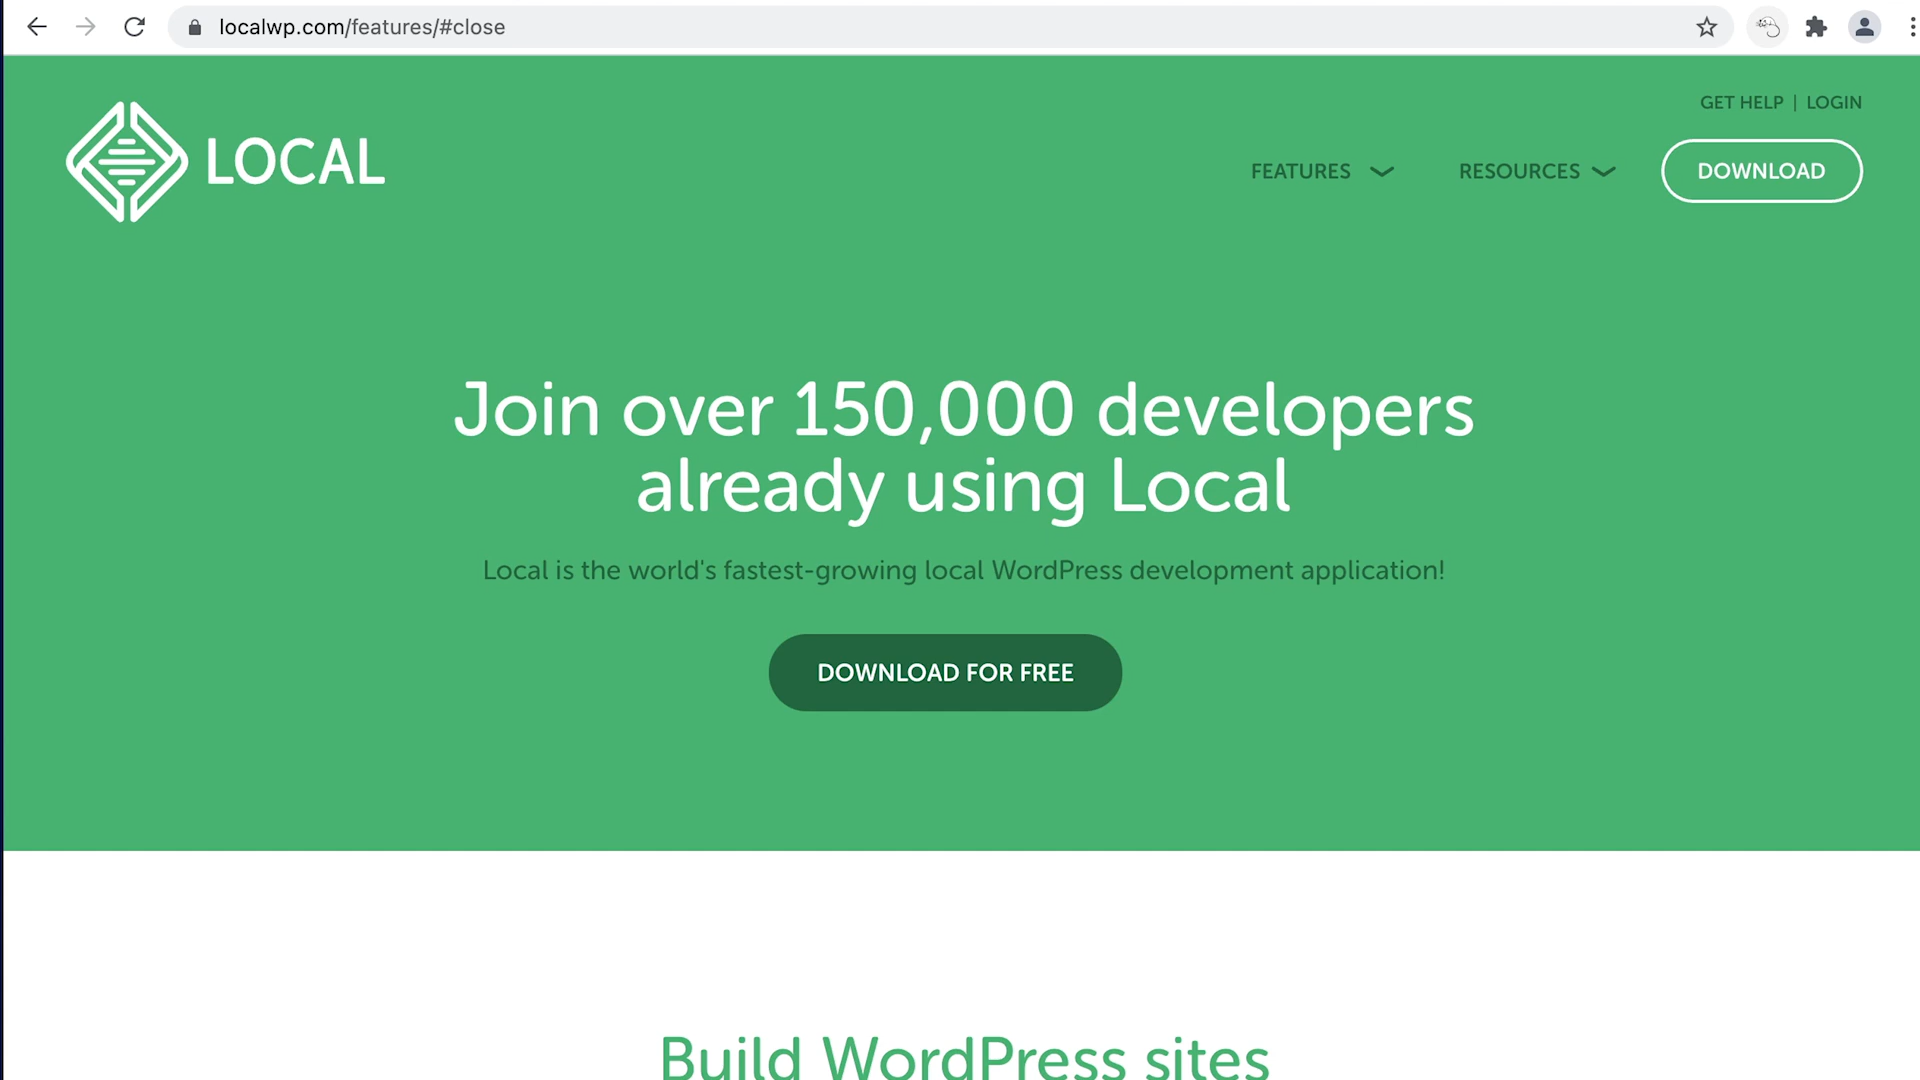 localwp.com/features/#close
GET HELP | LOGIN
LOCAL
FEATURES
RESOURCES
DOWNLOAD
Join over 150,000 developers
already using Local
Local is the world's fastest-growing local WordPress development application!
DOWNLOAD FOR FREE
Build WordPress sites